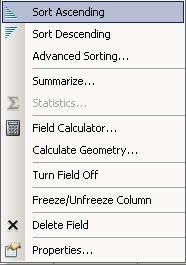 Sort Ascending
Sort Descending
Advanced Sorting...
Summarize...
Σ Statistics...
Field Calculator...
Calculate Geometry...
Turn Field Off
Freeze/Unfreeze Column
Delete Field
Properties...